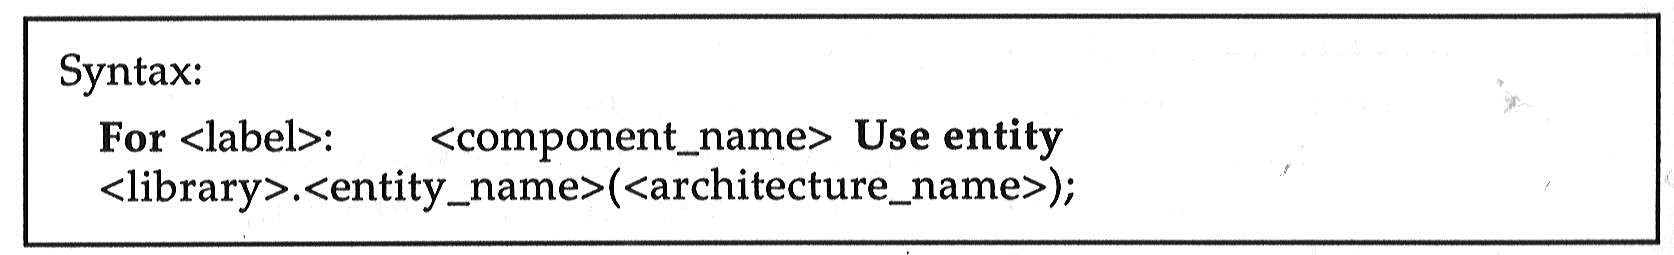 Syntax:
For <label>: <component_name> Use entity
<library>.<entity_name>(<architecture_name>);